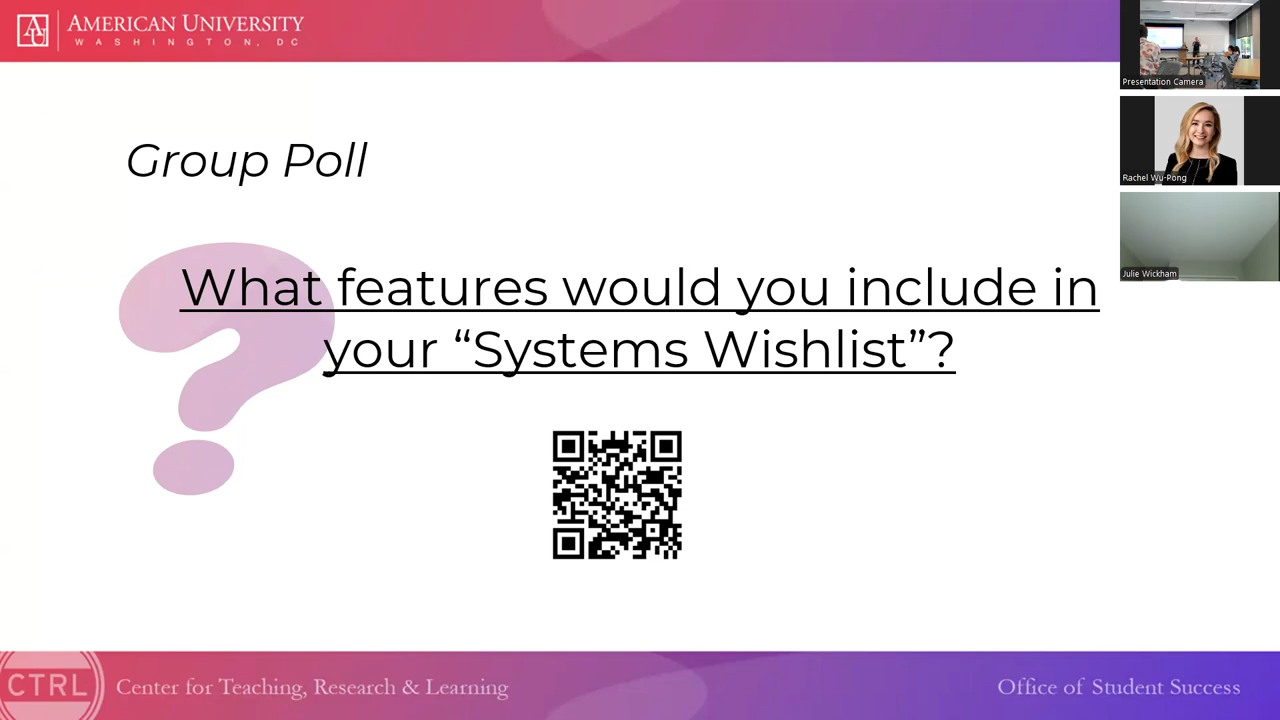 AMERICAN UNIVERSITY
WASHINGTON, DC
Group Poll
What features would you include in
your “Systems Wishlist”?
CTRL
Center for Teaching, Research & Learning
Office of Student Success
Presentation Camera
Rachel Wu-Pong
Julie Wickham